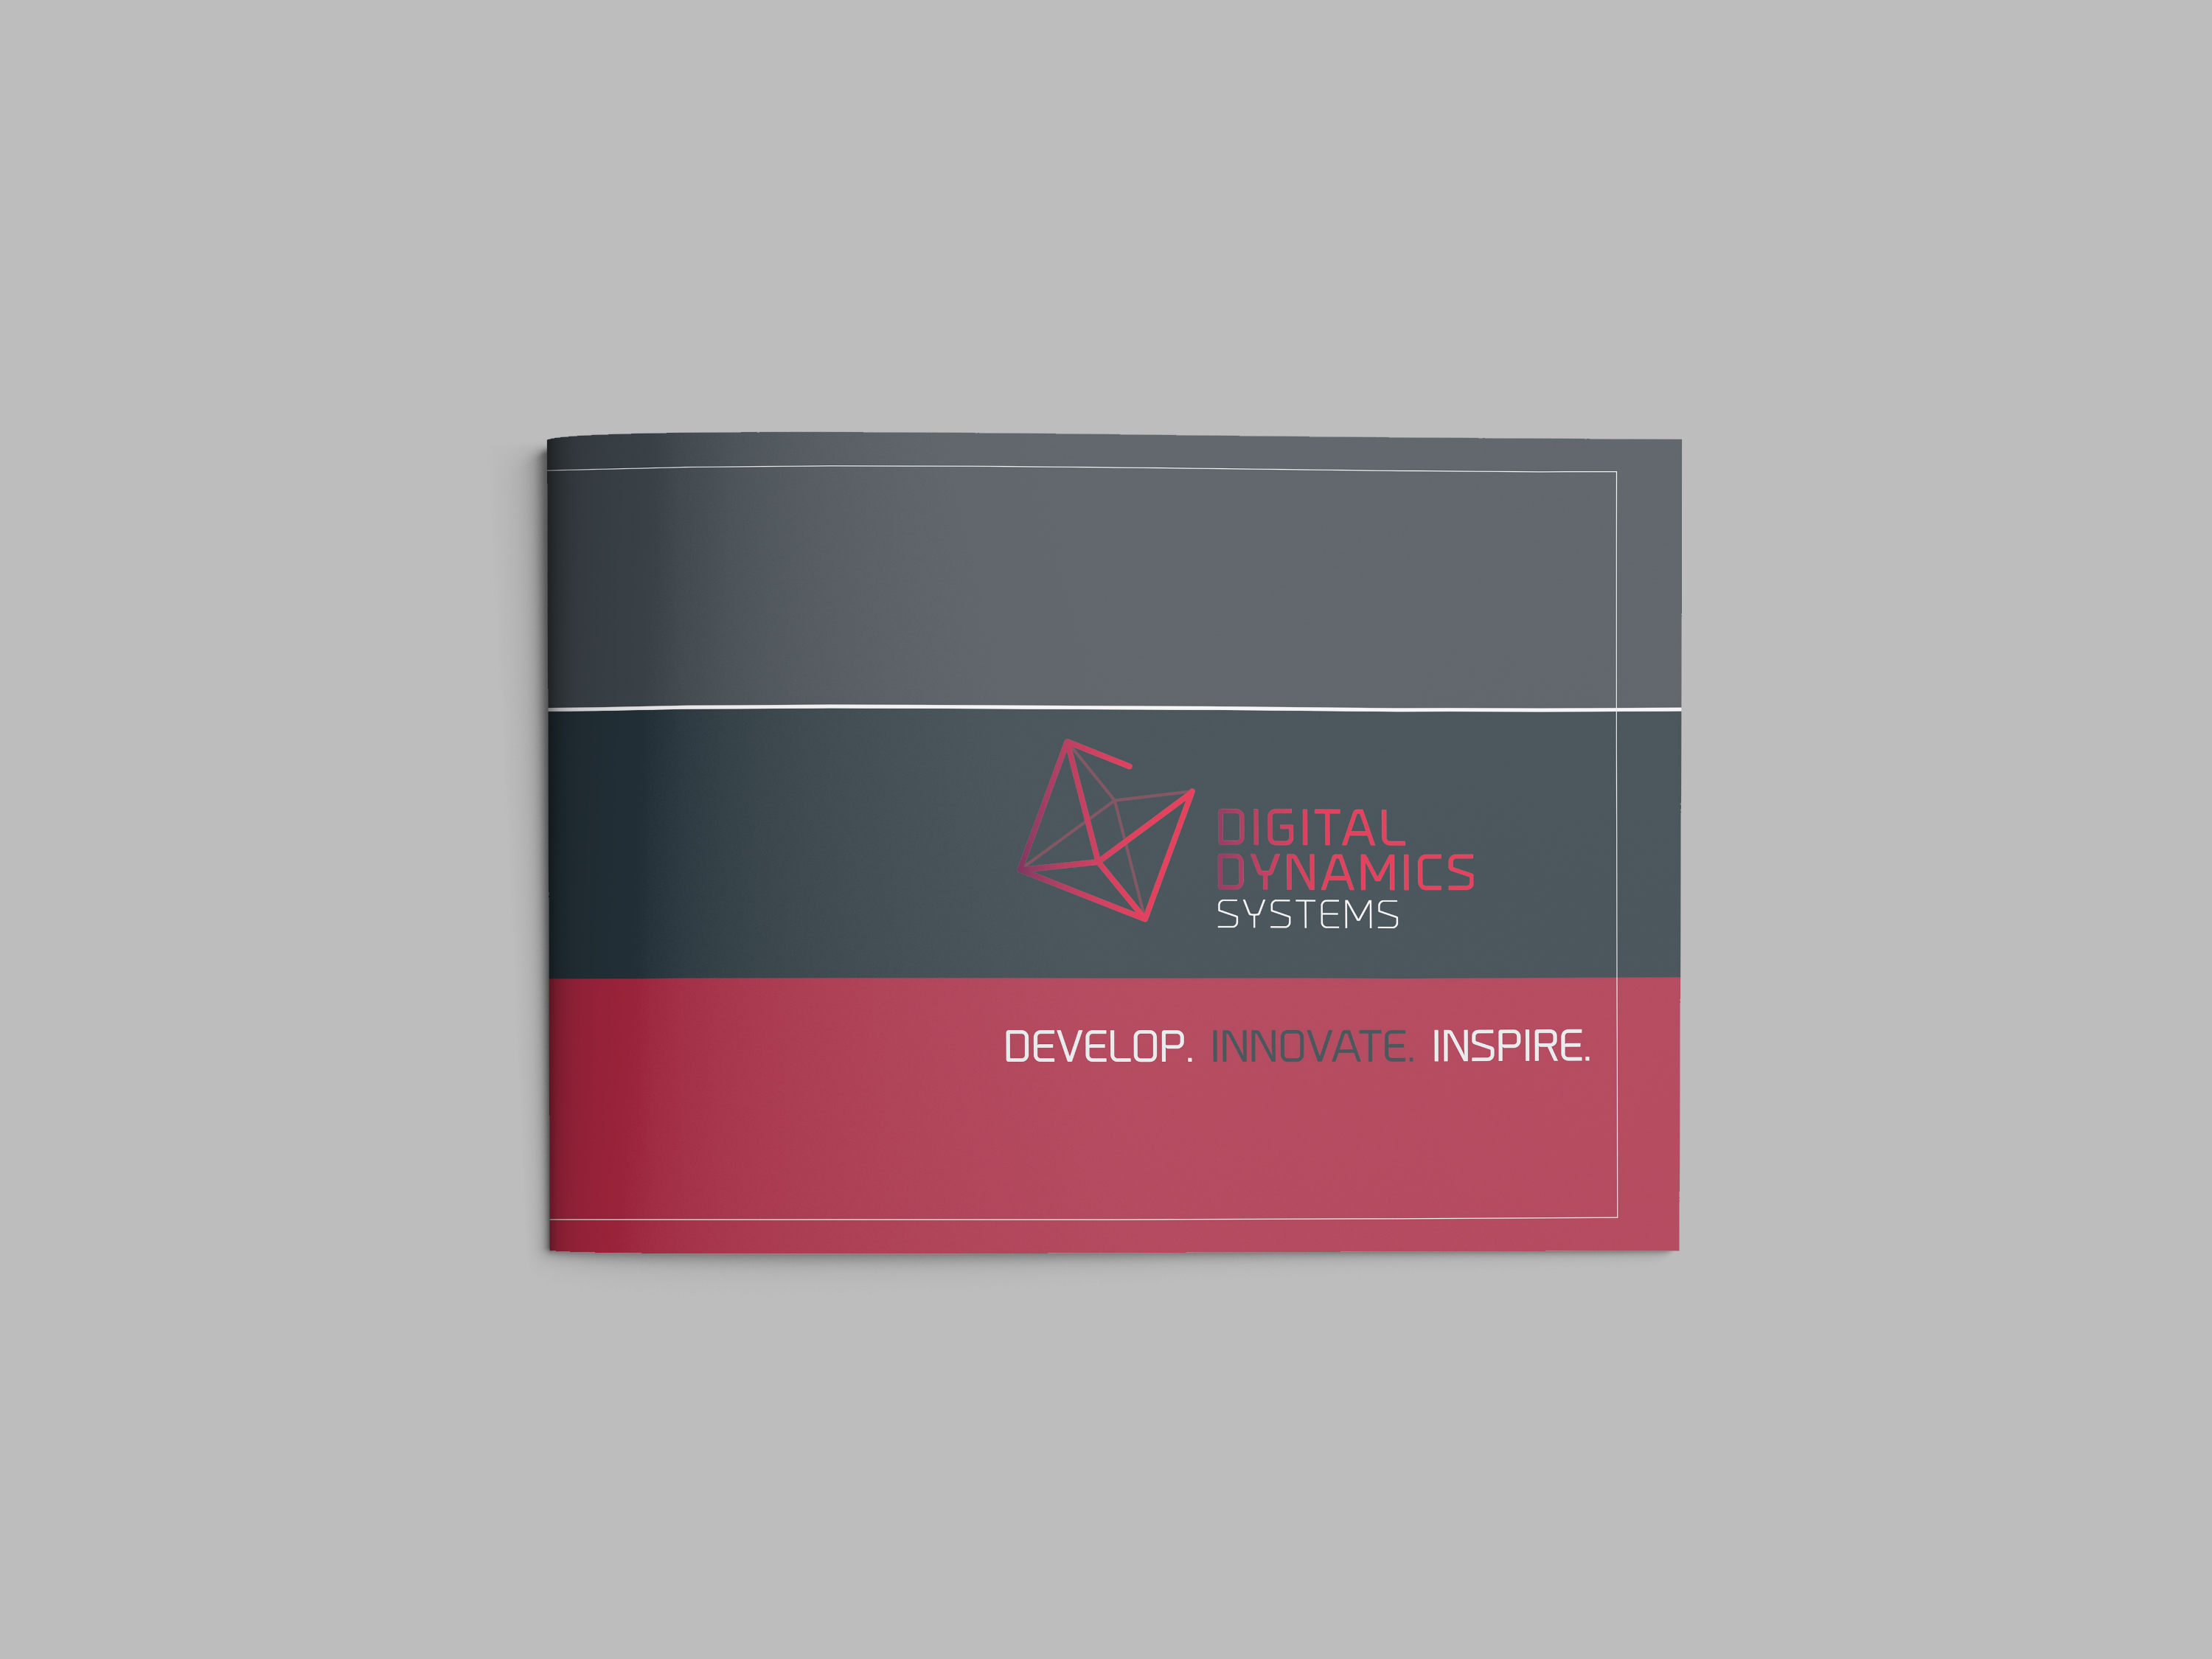 DIGITAL
DYNAMICS
SYSTEMS
DEVELOP. INNOVATE. INSPIRE.